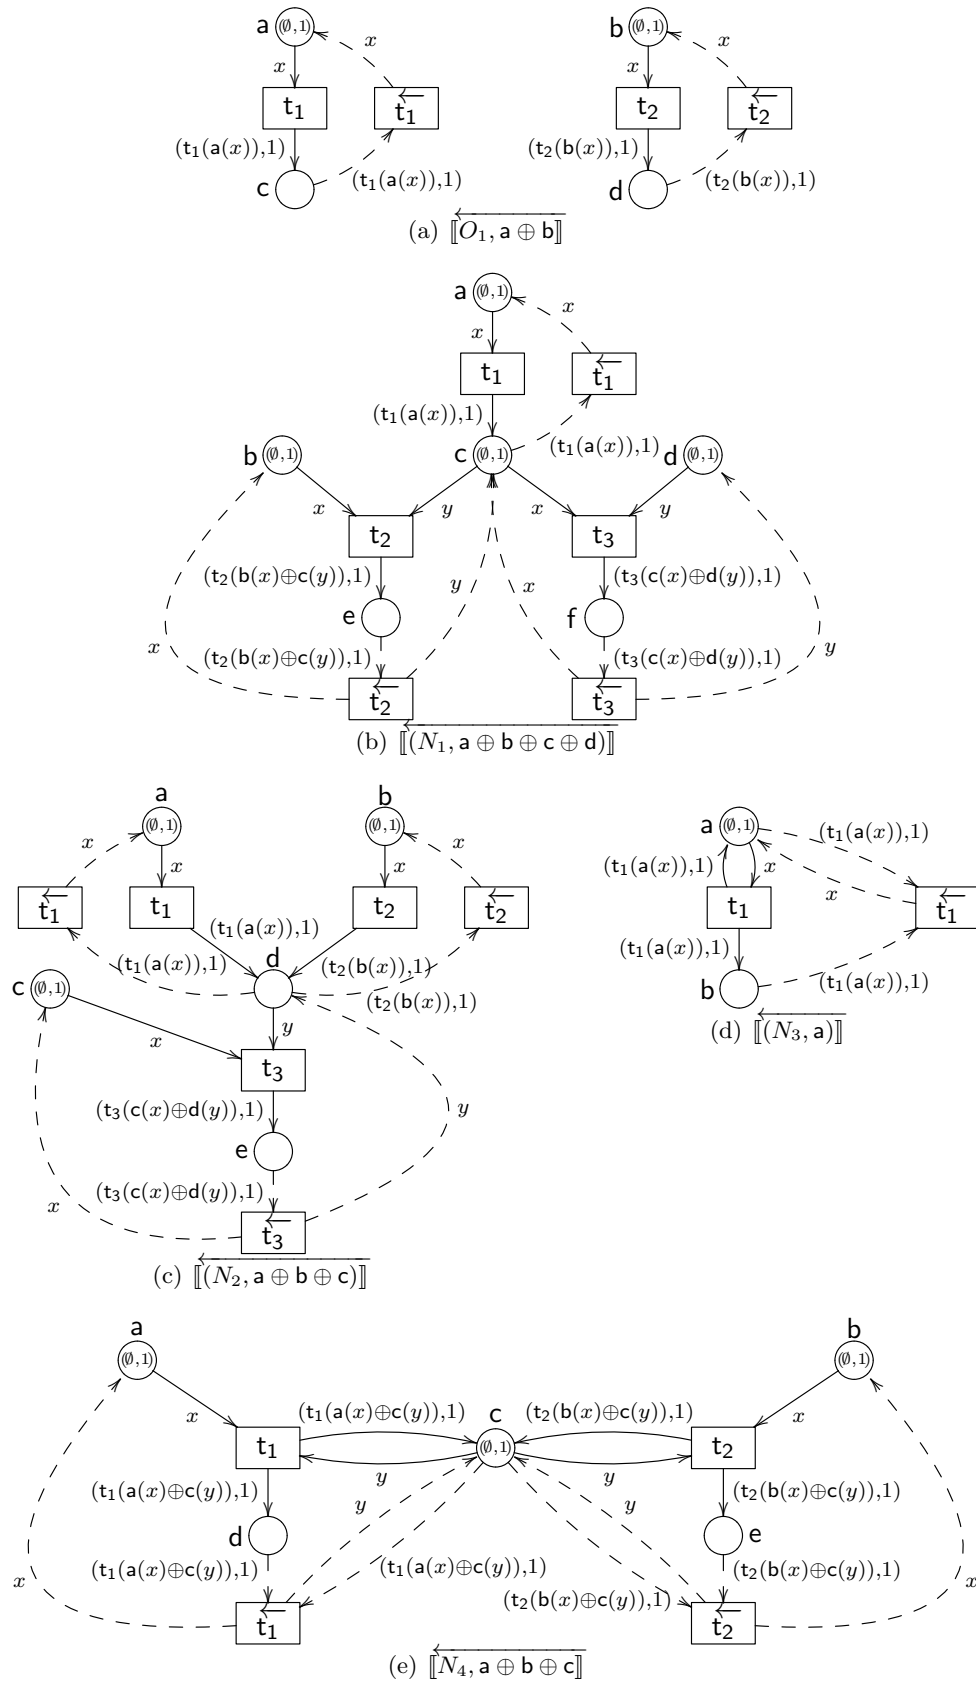 a (∅,1) x b (∅,1) x
x x
t₁ ←t₁ t₂ ←t₂
(t₁(a(x)),1) (t₂(b(x)),1)
c (t₁(a(x)),1) d (t₂(b(x)),1)
(a) ←⟦O₁, a ⊕ b⟧
a (∅,1) x
x
t₁ ←t₁
(t₁(a(x)),1)
b (∅,1) c (∅,1) (t₁(a(x)),1) d (∅,1)
x y x y
t₂ t₃
(t₂(b(x)⊕c(y)),1) y x (t₃(c(x)⊕d(y)),1)
e f
x (t₂(b(x)⊕c(y)),1) (t₃(c(x)⊕d(y)),1) y
←t₂ ←t₃
(b) ←⟦(N₁, a ⊕ b ⊕ c ⊕ d)⟧
a b
(∅,1) (∅,1) a (∅,1) (t₁(a(x)),1)
x x x x (t₁(a(x)),1) x x
←t₁ t₁ t₂ ←t₂ t₁ ←t₁
(t₁(a(x)),1) d (t₁(a(x)),1)
(t₁(a(x)),1) (t₂(b(x)),1) (t₁(a(x)),1)
c (∅,1) (t₂(b(x)),1) b
x y (d) ←⟦(N₃, a)⟧
t₃
(t₃(c(x)⊕d(y)),1) y
e
x (t₃(c(x)⊕d(y)),1)
←t₃
(c) ←⟦(N₂, a ⊕ b ⊕ c)⟧
a b
(∅,1) (∅,1)
x (t₁(a(x)⊕c(y)),1) c (t₂(b(x)⊕c(y)),1) x
t₁ (∅,1) t₂
y y
(t₁(a(x)⊕c(y)),1) y y (t₂(b(x)⊕c(y)),1)
d e
x (t₁(a(x)⊕c(y)),1) (t₁(a(x)⊕c(y)),1) (t₂(b(x)⊕c(y)),1) x
(t₂(b(x)⊕c(y)),1)
←t₁ ←t₂
(e) ←⟦N₄, a ⊕ b ⊕ c⟧